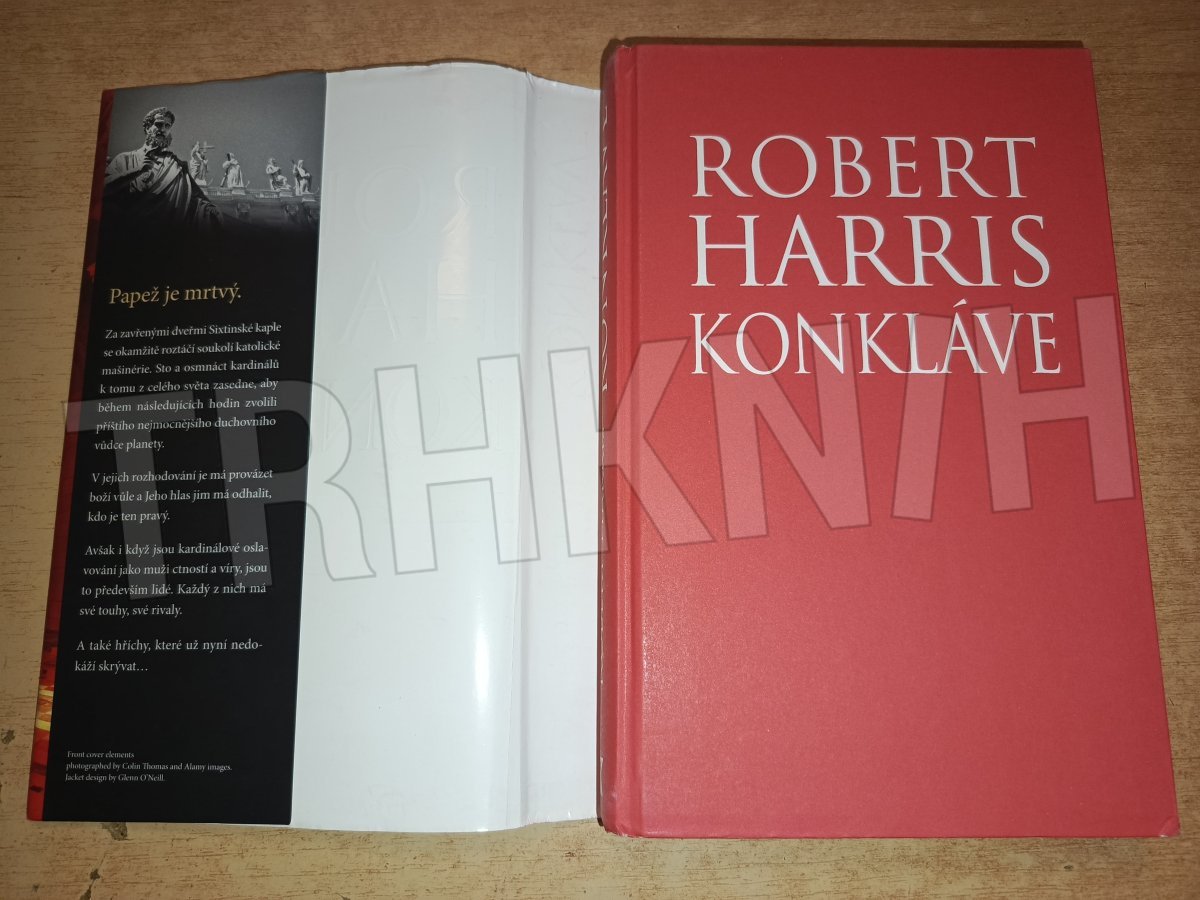 Papež je mrtvý.
Za zavřenými dveřmi Sixtinské kaple
se okamžitě roztáčí soukolí katolické
mašinérie. Sto a osmnáct kardinálů
k tomu z celého světa zasedne, aby
během následujících hodin zvolili
příštího nejmocnějšího duchovního
vůdce planety.
V jejich rozhodování je má provázet
boží vůle a Jeho hlas jim má odhalit,
kdo je ten pravý.
Avšak i když jsou kardinálové osla-
vování jako muži ctností a víry, jsou
to především lidé. Každý z nich má
své touhy, své rivaly.
A také hříchy, které už nyní nedo-
káží skrývat…
Front cover elements
photographed by Colin Thomas and Alamy images.
Jacket design by Glenn O'Neill.
ROBERT
HARRIS
KONKLÁVE
TRHKNIH